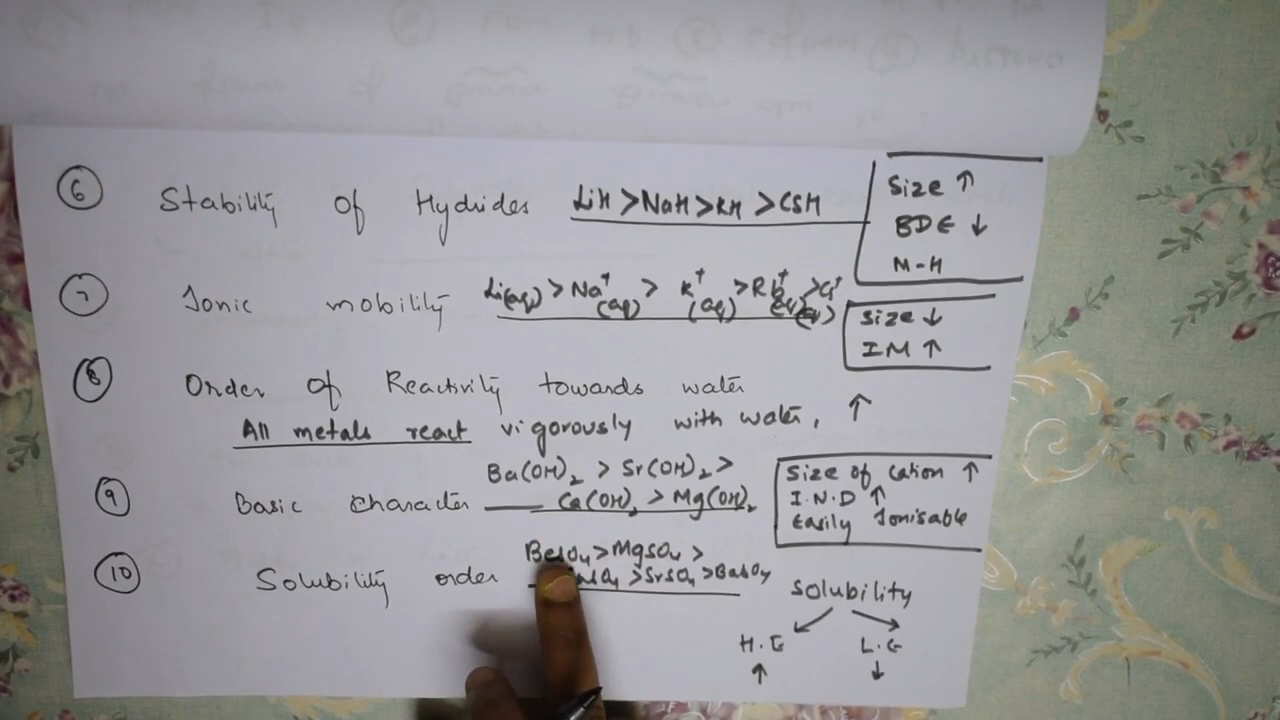 ⑥ Stability of Hydrides LiH > NaH > KH > CsH
Size ↑
BDE ↓
M-H
⑦ Ionic mobility Li(aq) > Na⁺(aq) > K⁺(aq) > Rb⁺(aq) >
Size ↓
IM ↑
⑧ Order of Reactivity towards water
All metals react vigorously with water, ↑
⑨ Basic character Ba(OH)₂ > Sr(OH)₂ >
Ca(OH)₂ > Mg(OH)₂
Size of cation ↑
I.N.D ↑
Easily Ionisable
⑩ Solubility order BeSO₄ > MgSO₄ >
> SrSO₄ > BaSO₄
Solubility
H.E L.E
↑ ↓